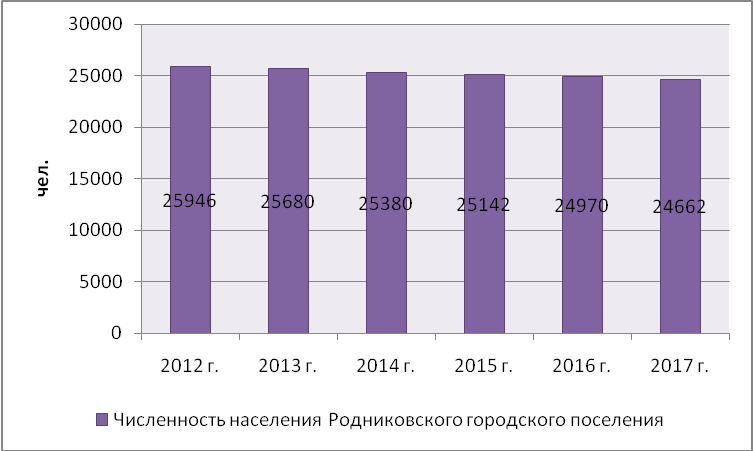 30000
25000
20000
15000
10000
5000
0
чел.
25946 25680 25380 25142 24970 24662
2012 г. 2013 г. 2014 г. 2015 г. 2016 г. 2017 г.
Численность населения Родниковского городского поселения